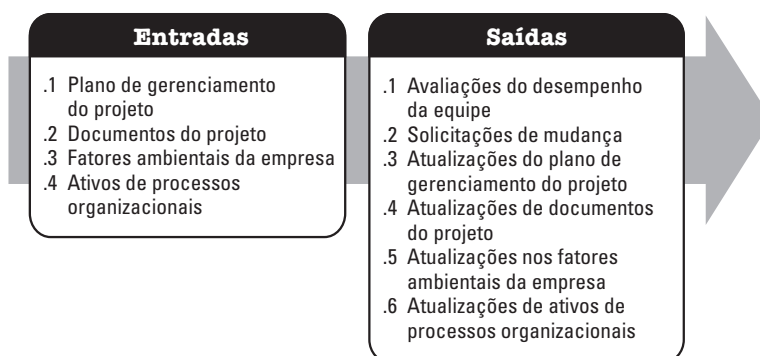 Entradas
.1 Plano de gerenciamento
do projeto
.2 Documentos do projeto
.3 Fatores ambientais da empresa
.4 Ativos de processos
organizacionais
Saídas
.1 Avaliações do desempenho
da equipe
.2 Solicitações de mudança
.3 Atualizações do plano de
gerenciamento do projeto
.4 Atualizações de documentos
do projeto
.5 Atualizações nos fatores
ambientais da empresa
.6 Atualizações de ativos de
processos organizacionais